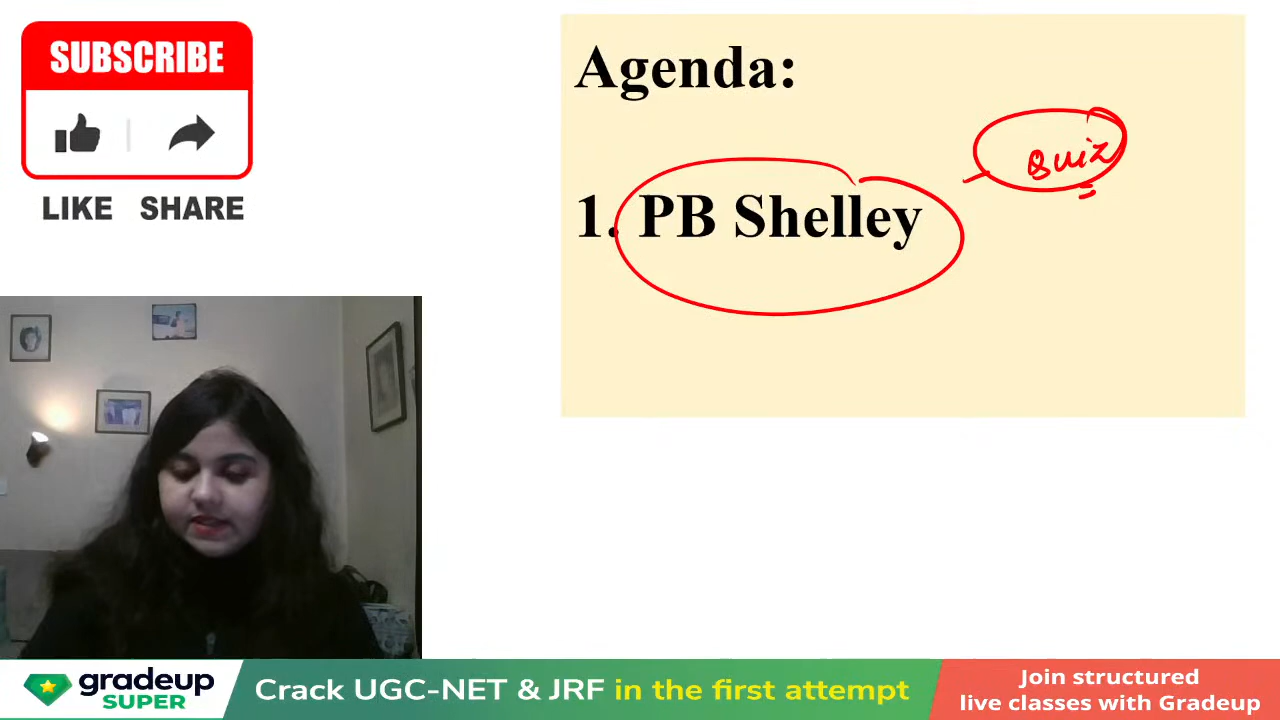 SUBSCRIBE
LIKE SHARE
Agenda:
Quiz
1. PB Shelley
gradeup
SUPER
Crack UGC-NET & JRF in the first attempt
Join structured
live classes with Gradeup